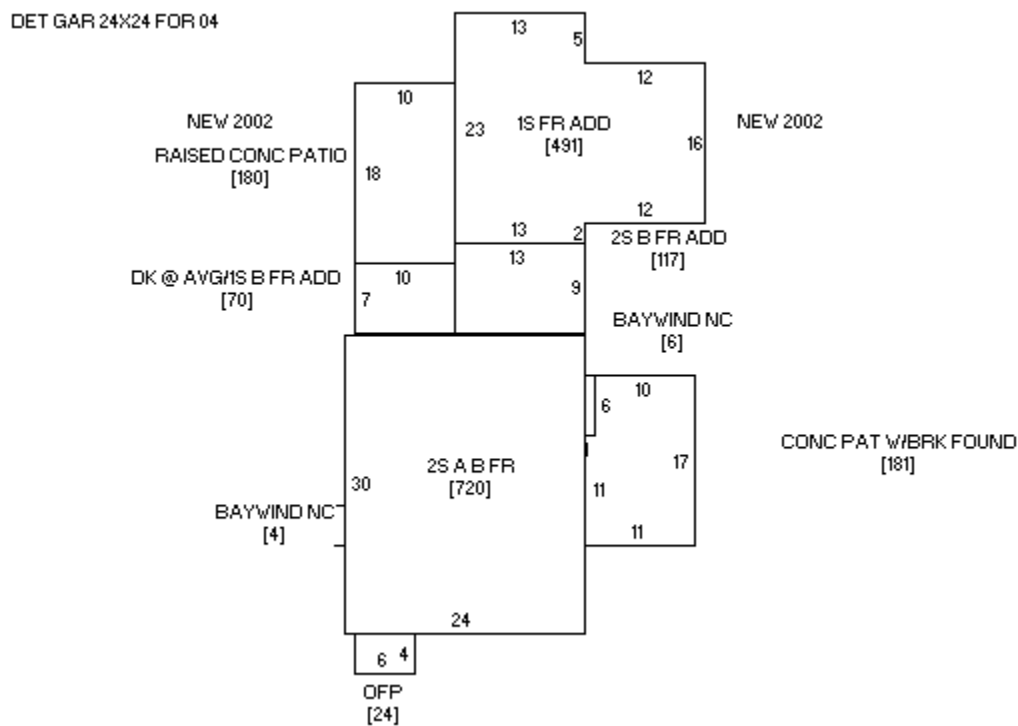 DET GAR 24X24 FOR 04
13
5
12
10
NEW 2002
23
1S FR ADD
[491]
16
NEW 2002
RAISED CONC PATIO
[180]
18
12
13
2
2S B FR ADD
[117]
13
DK @ AVG/1S B FR ADD
[70]
10
7
9
BAYWIND NC
[6]
10
6
2S A B FR
[720]
17
CONC PAT W/BRK FOUND
[181]
30
11
BAYWIND NC
[4]
11
24
6
4
OFP
[24]